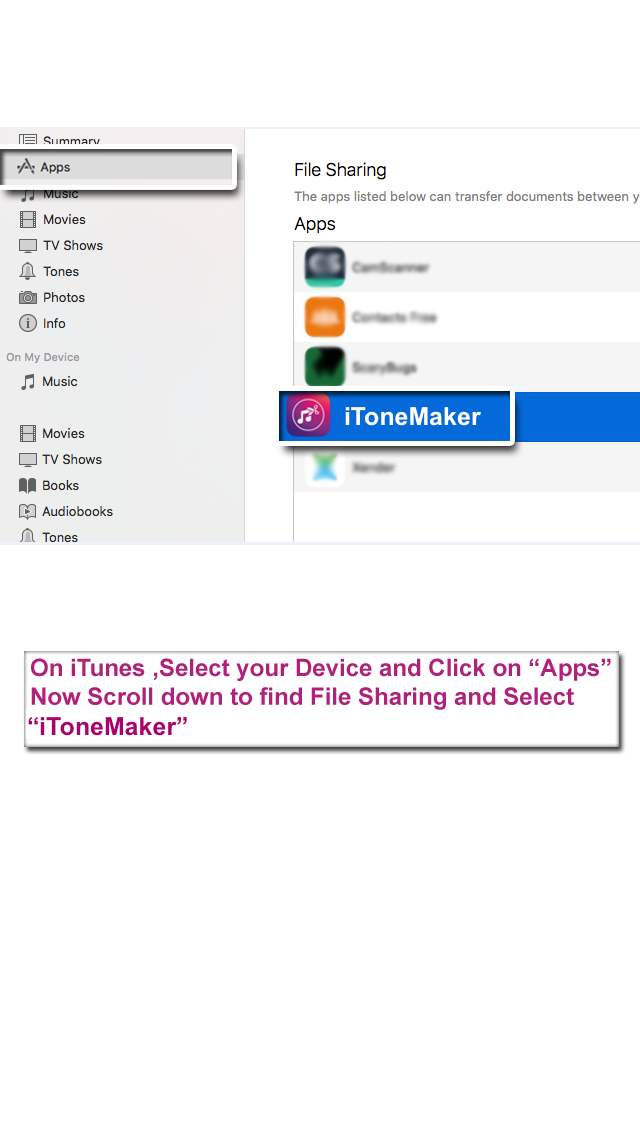 Summary
Apps
Music
Movies
TV Shows
Tones
Photos
Info
On My Device
Music
Movies
TV Shows
Books
Audiobooks
Tones
File Sharing
The apps listed below can transfer documents between y
Apps
CamScanner
Contacts Free
ScaryBugs
iToneMaker
Xender
On iTunes ,Select your Device and Click on “Apps”
Now Scroll down to find File Sharing and Select
“iToneMaker”